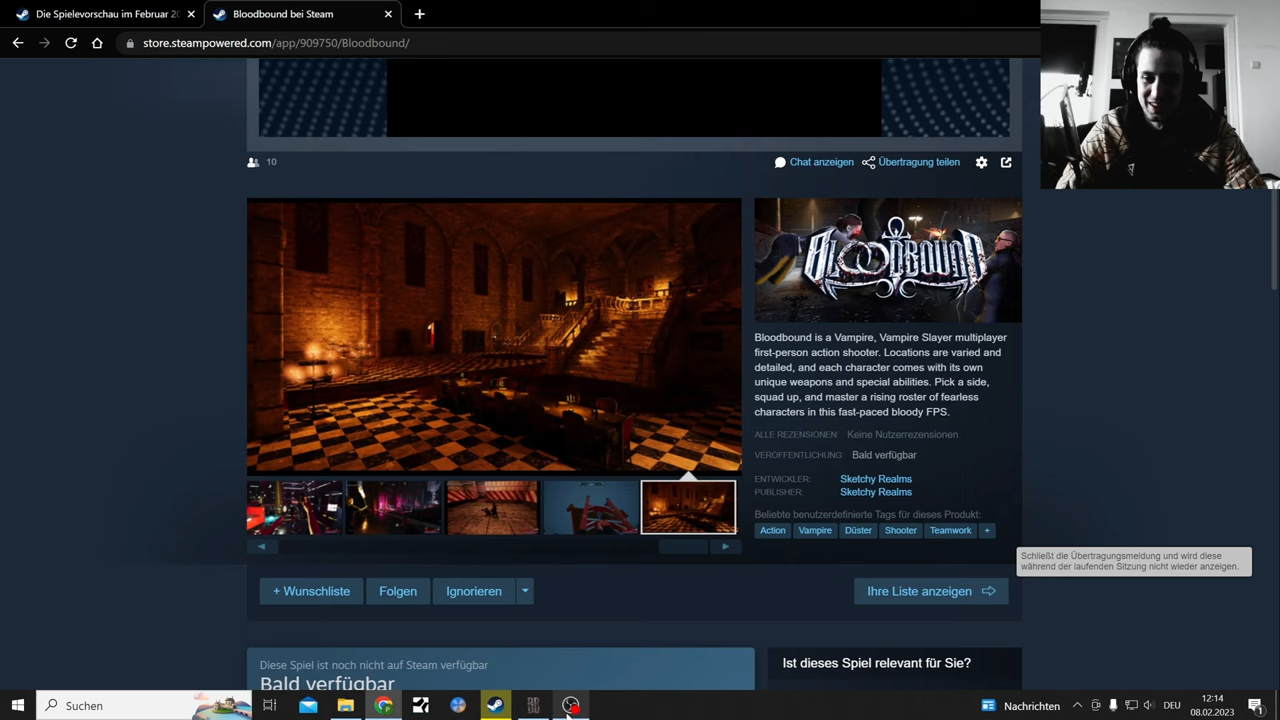 Die Spielevorschau im Februar 20
Bloodbound bei Steam
store.steampowered.com/app/909750/Bloodbound/
10
Chat anzeigen
Übertragung teilen
BLOODBOUND
Bloodbound is a Vampire, Vampire Slayer multiplayer
first-person action shooter. Locations are varied and
detailed, and each character comes with its own
unique weapons and special abilities. Pick a side,
squad up, and master a rising roster of fearless
characters in this fast-paced bloody FPS.
ALLE REZENSIONEN: Keine Nutzerrezensionen
VERÖFFENTLICHUNG: Bald verfügbar
ENTWICKLER: Sketchy Realms
PUBLISHER: Sketchy Realms
Beliebte benutzerdefinierte Tags für dieses Produkt:
Action Vampire Düster Shooter Teamwork +
Schließt die Übertragungsmeldung und wird diese
während der laufenden Sitzung nicht wieder anzeigen.
+ Wunschliste Folgen Ignorieren
Ihre Liste anzeigen
Diese Spiel ist noch nicht auf Steam verfügbar
Bald verfügbar
Ist dieses Spiel relevant für Sie?
Suchen
Nachrichten
DEU
12:14
08.02.2023
1